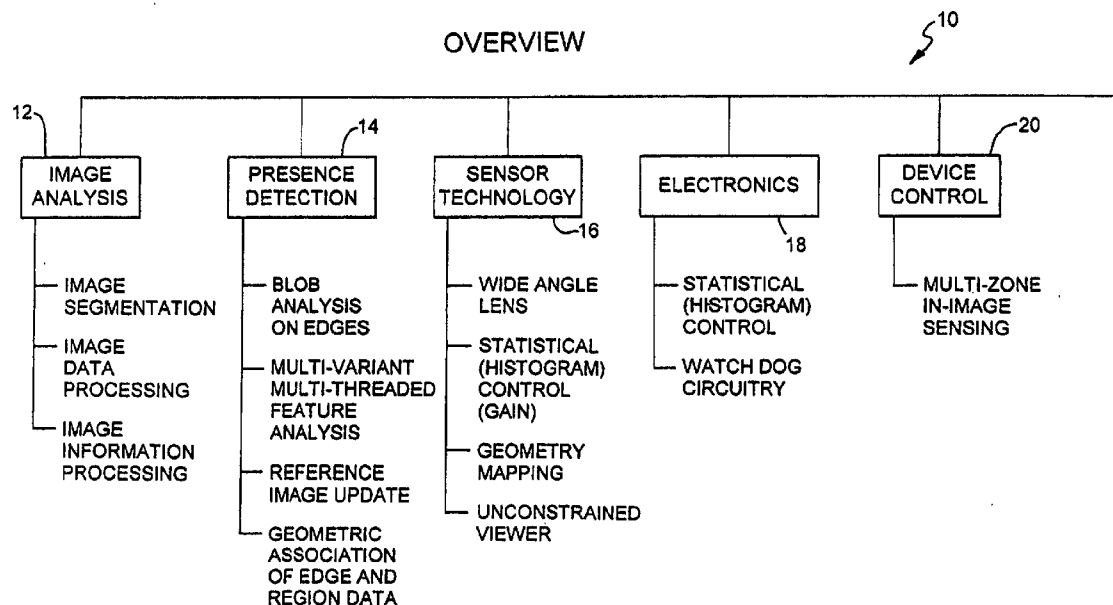 OVERVIEW
10
12
IMAGE
ANALYSIS
IMAGE
SEGMENTATION
IMAGE
DATA
PROCESSING
IMAGE
INFORMATION
PROCESSING
14
PRESENCE
DETECTION
BLOB
ANALYSIS
ON EDGES
MULTI-VARIANT
MULTI-THREADED
FEATURE
ANALYSIS
REFERENCE
IMAGE UPDATE
GEOMETRIC
ASSOCIATION
OF EDGE AND
REGION DATA
SENSOR
TECHNOLOGY
16
WIDE ANGLE
LENS
STATISTICAL
(HISTOGRAM)
CONTROL
(GAIN)
GEOMETRY
MAPPING
UNCONSTRAINED
VIEWER
ELECTRONICS
18
STATISTICAL
(HISTOGRAM)
CONTROL
WATCH DOG
CIRCUITRY
20
DEVICE
CONTROL
MULTI-ZONE
IN-IMAGE
SENSING